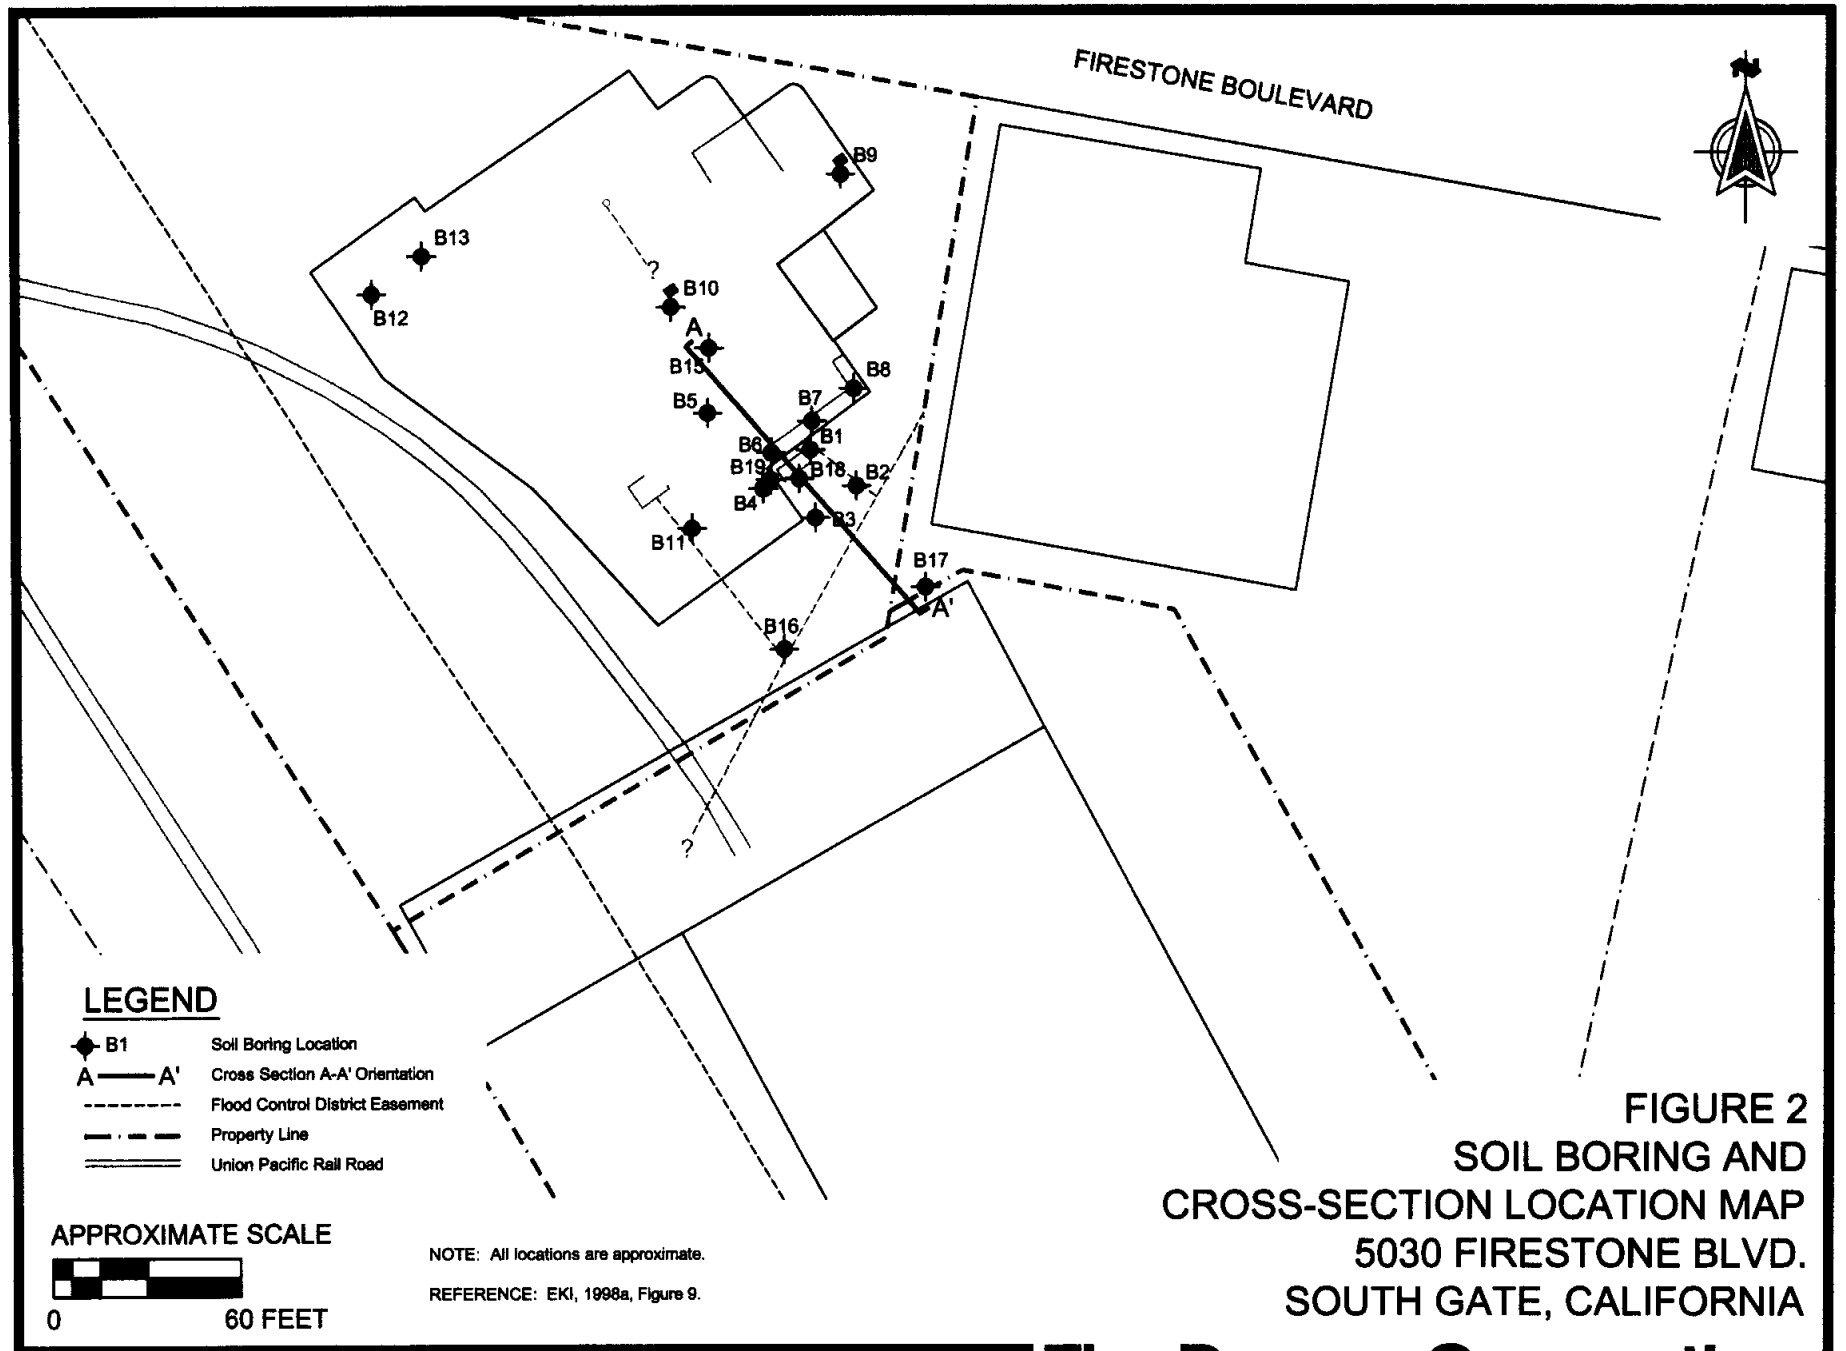 FIRESTONE BOULEVARD
N
B9
B13
B10
B12
A
B15
B8
B5
B7
B1
B6
B19
B18
B2
B4
B3
B11
B17
A'
B16
?
?
LEGEND
B1 Soil Boring Location
A A' Cross Section A-A' Orientation
Flood Control District Easement
Property Line
Union Pacific Rail Road
APPROXIMATE SCALE
0 60 FEET
NOTE: All locations are approximate.
REFERENCE: EKI, 1998a, Figure 9.
FIGURE 2
SOIL BORING AND
CROSS-SECTION LOCATION MAP
5030 FIRESTONE BLVD.
SOUTH GATE, CALIFORNIA